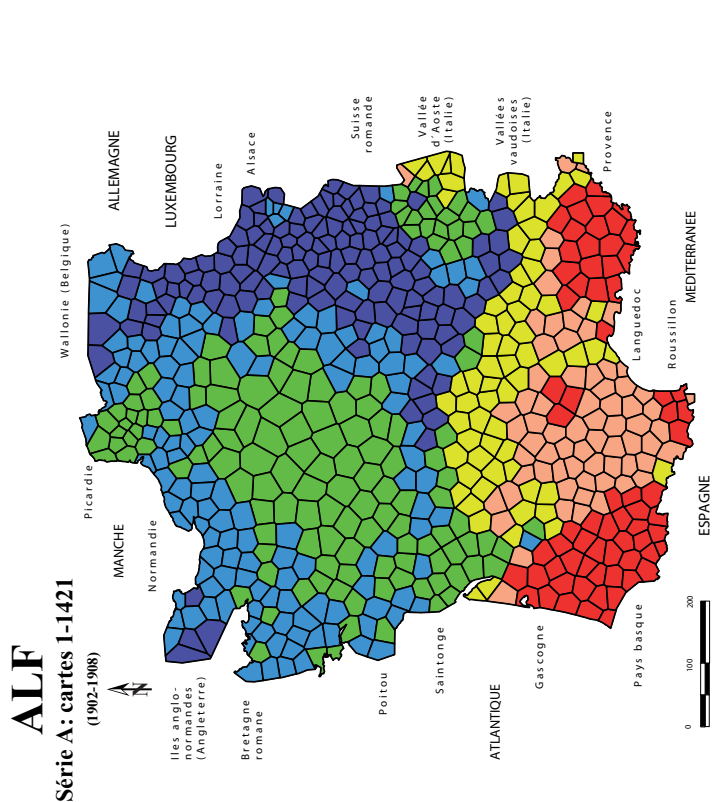 ALF
Série A: cartes 1-1421
(1902-1908)
N
Iles anglo-
normandes
(Angleterre)
Bretagne
romane
MANCHE
Normandie
Picardie
Wallonie (Belgique)
ALLEMAGNE
LUXEMBOURG
Lorraine
Alsace
Suisse
romande
Vallée
d'Aoste
(Italie)
Vallées
vaudoises
(Italie)
Provence
MEDITERRANEE
Languedoc
Roussillon
ESPAGNE
Pays basque
Gascogne
ATLANTIQUE
Saintonge
Poitou
0 100 200